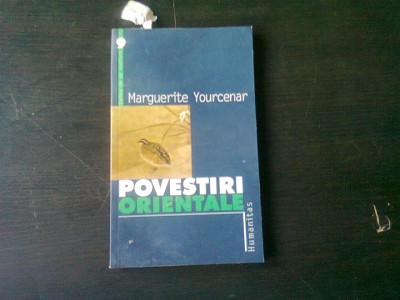 Marguerite Yourcenar
POVESTIRI
ORIENTALE
Humanitas